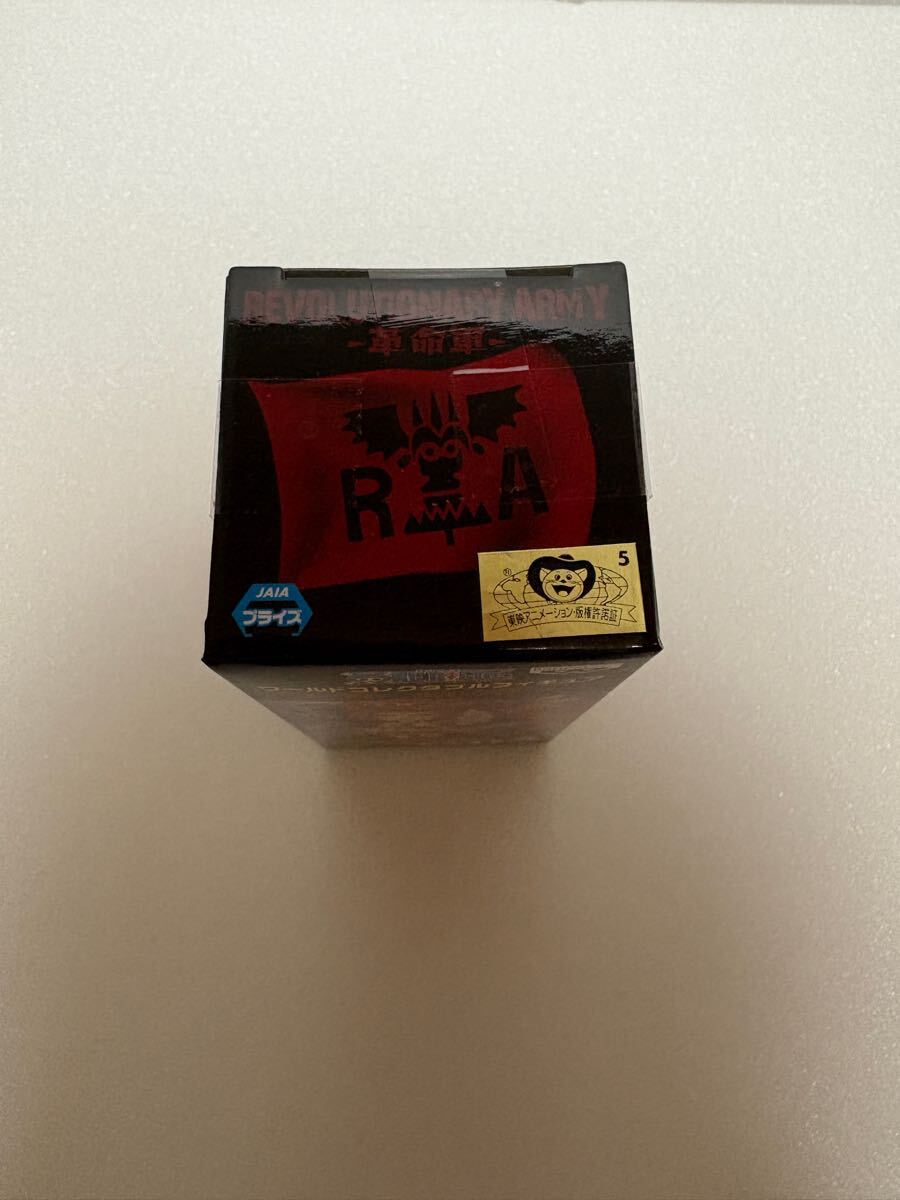 REVOLUTIONARY ARMY
-革命軍-
R A
JAIA
プライズ
5
東映アニメーション・版権許諾証
ワールドコレクタブルフィギュア